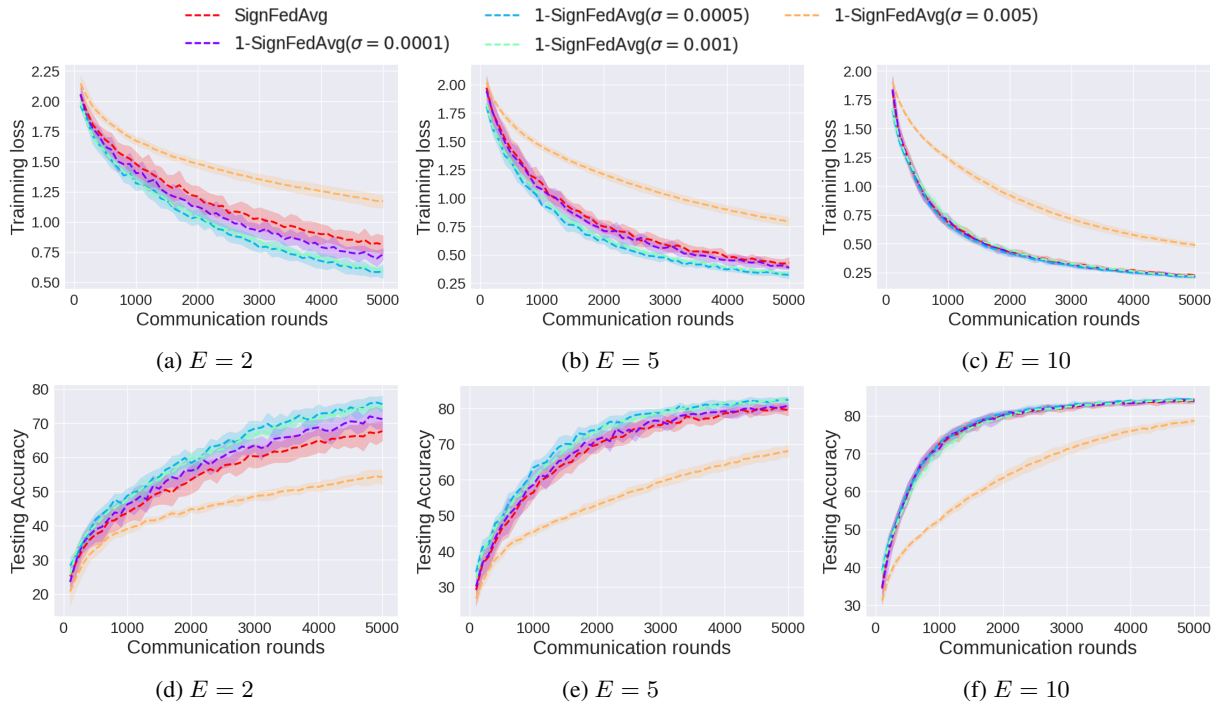 SignFedAvg
1-SignFedAvg(σ = 0.0005)
1-SignFedAvg(σ = 0.005)
1-SignFedAvg(σ = 0.0001)
1-SignFedAvg(σ = 0.001)
2.25
2.00
1.75
1.50
1.25
1.00
0.75
0.50
Trainning loss
0 1000 2000 3000 4000 5000
Communication rounds
(a) E = 2
2.00
1.75
1.50
1.25
1.00
0.75
0.50
0.25
Trainning loss
0 1000 2000 3000 4000 5000
Communication rounds
(b) E = 5
2.00
1.75
1.50
1.25
1.00
0.75
0.50
0.25
Trainning loss
0 1000 2000 3000 4000 5000
Communication rounds
(c) E = 10
80
70
60
50
40
30
20
Testing Accuracy
0 1000 2000 3000 4000 5000
Communication rounds
(d) E = 2
80
70
60
50
40
30
Testing Accuracy
0 1000 2000 3000 4000 5000
Communication rounds
(e) E = 5
80
70
60
50
40
30
Testing Accuracy
0 1000 2000 3000 4000 5000
Communication rounds
(f) E = 10